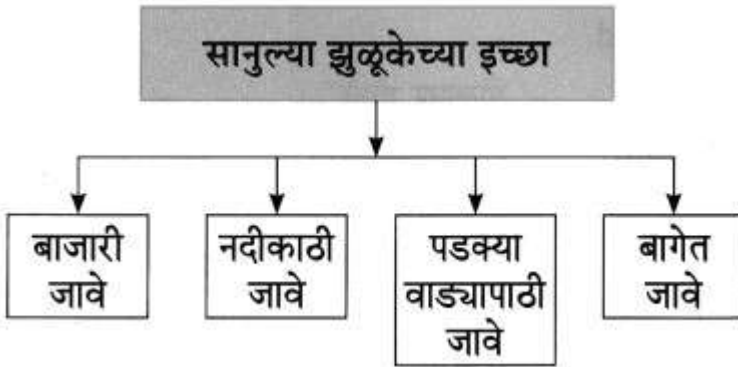 सानुल्या झुळूकेच्या इच्छा
बाजारी
जावे
नदीकाठी
जावे
पडक्या
वाड्यापाठी
जावे
बागेत
जावे